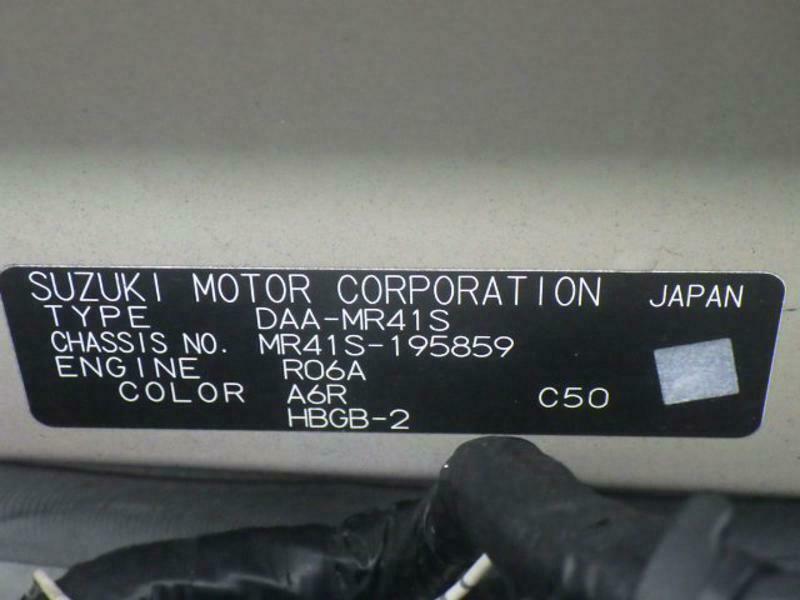 SUZUKI MOTOR CORPORATION JAPAN
TYPE DAA-MR41S
CHASSIS NO. MR41S-195859
ENGINE R06A
COLOR A6R C50
HBGB-2